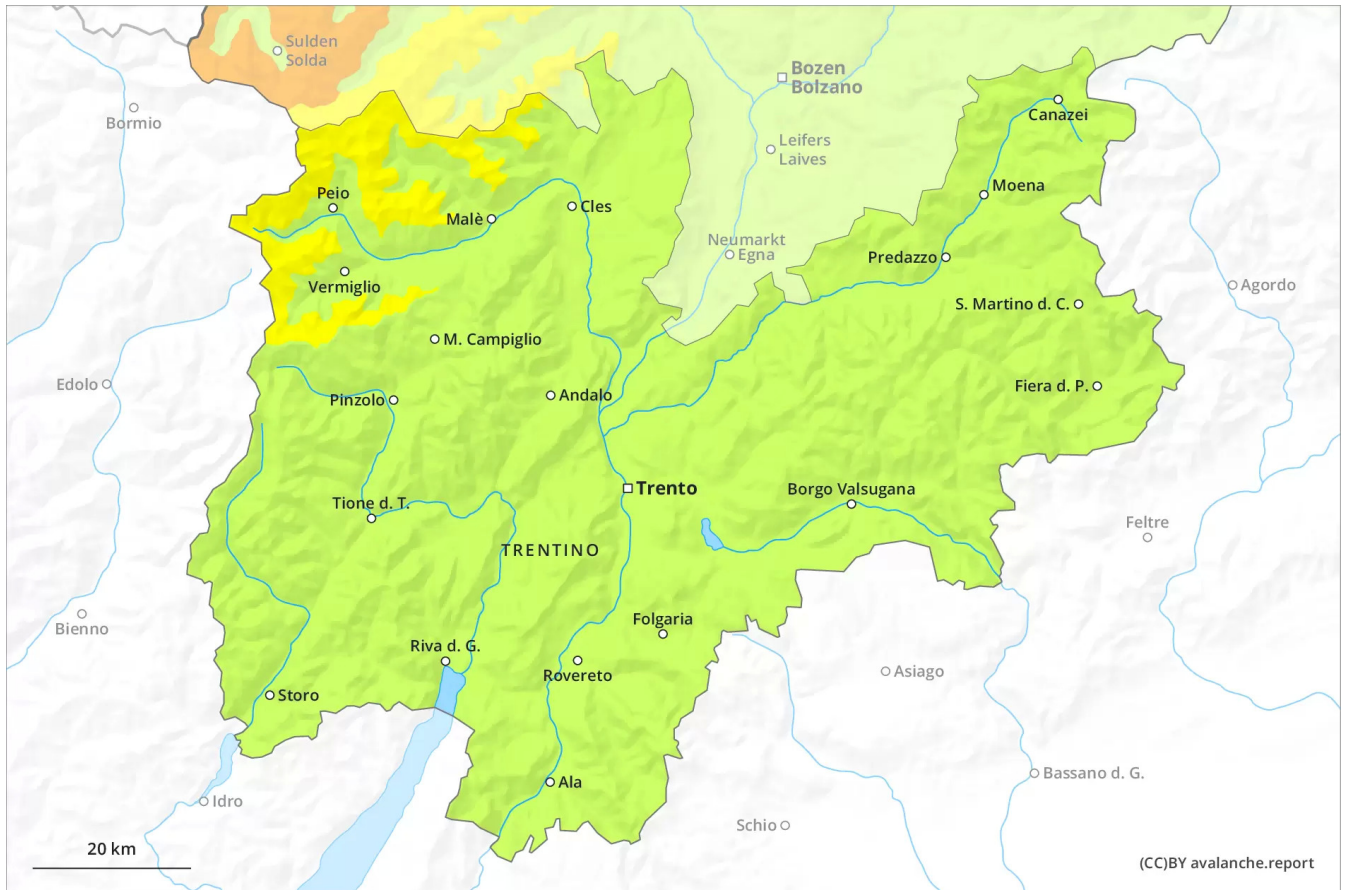 Sulden
Solda
Bozen
Bolzano
Bormio
Canazei
Leifers
Laives
Peio
Moena
Malè
Cles
Neumarkt
Egna
Predazzo
Vermiglio
Agordo
S. Martino d. C.
M. Campiglio
Edolo
Fiera d. P.
Pinzolo
Andalo
Trento
Borgo Valsugana
Tione d. T.
Feltre
TRENTINO
Folgaria
Bienno
Riva d. G.
Asiago
Rovereto
Storo
Bassano d. G.
Ala
Idro
Schio
20 km
(CC)BY avalanche.report